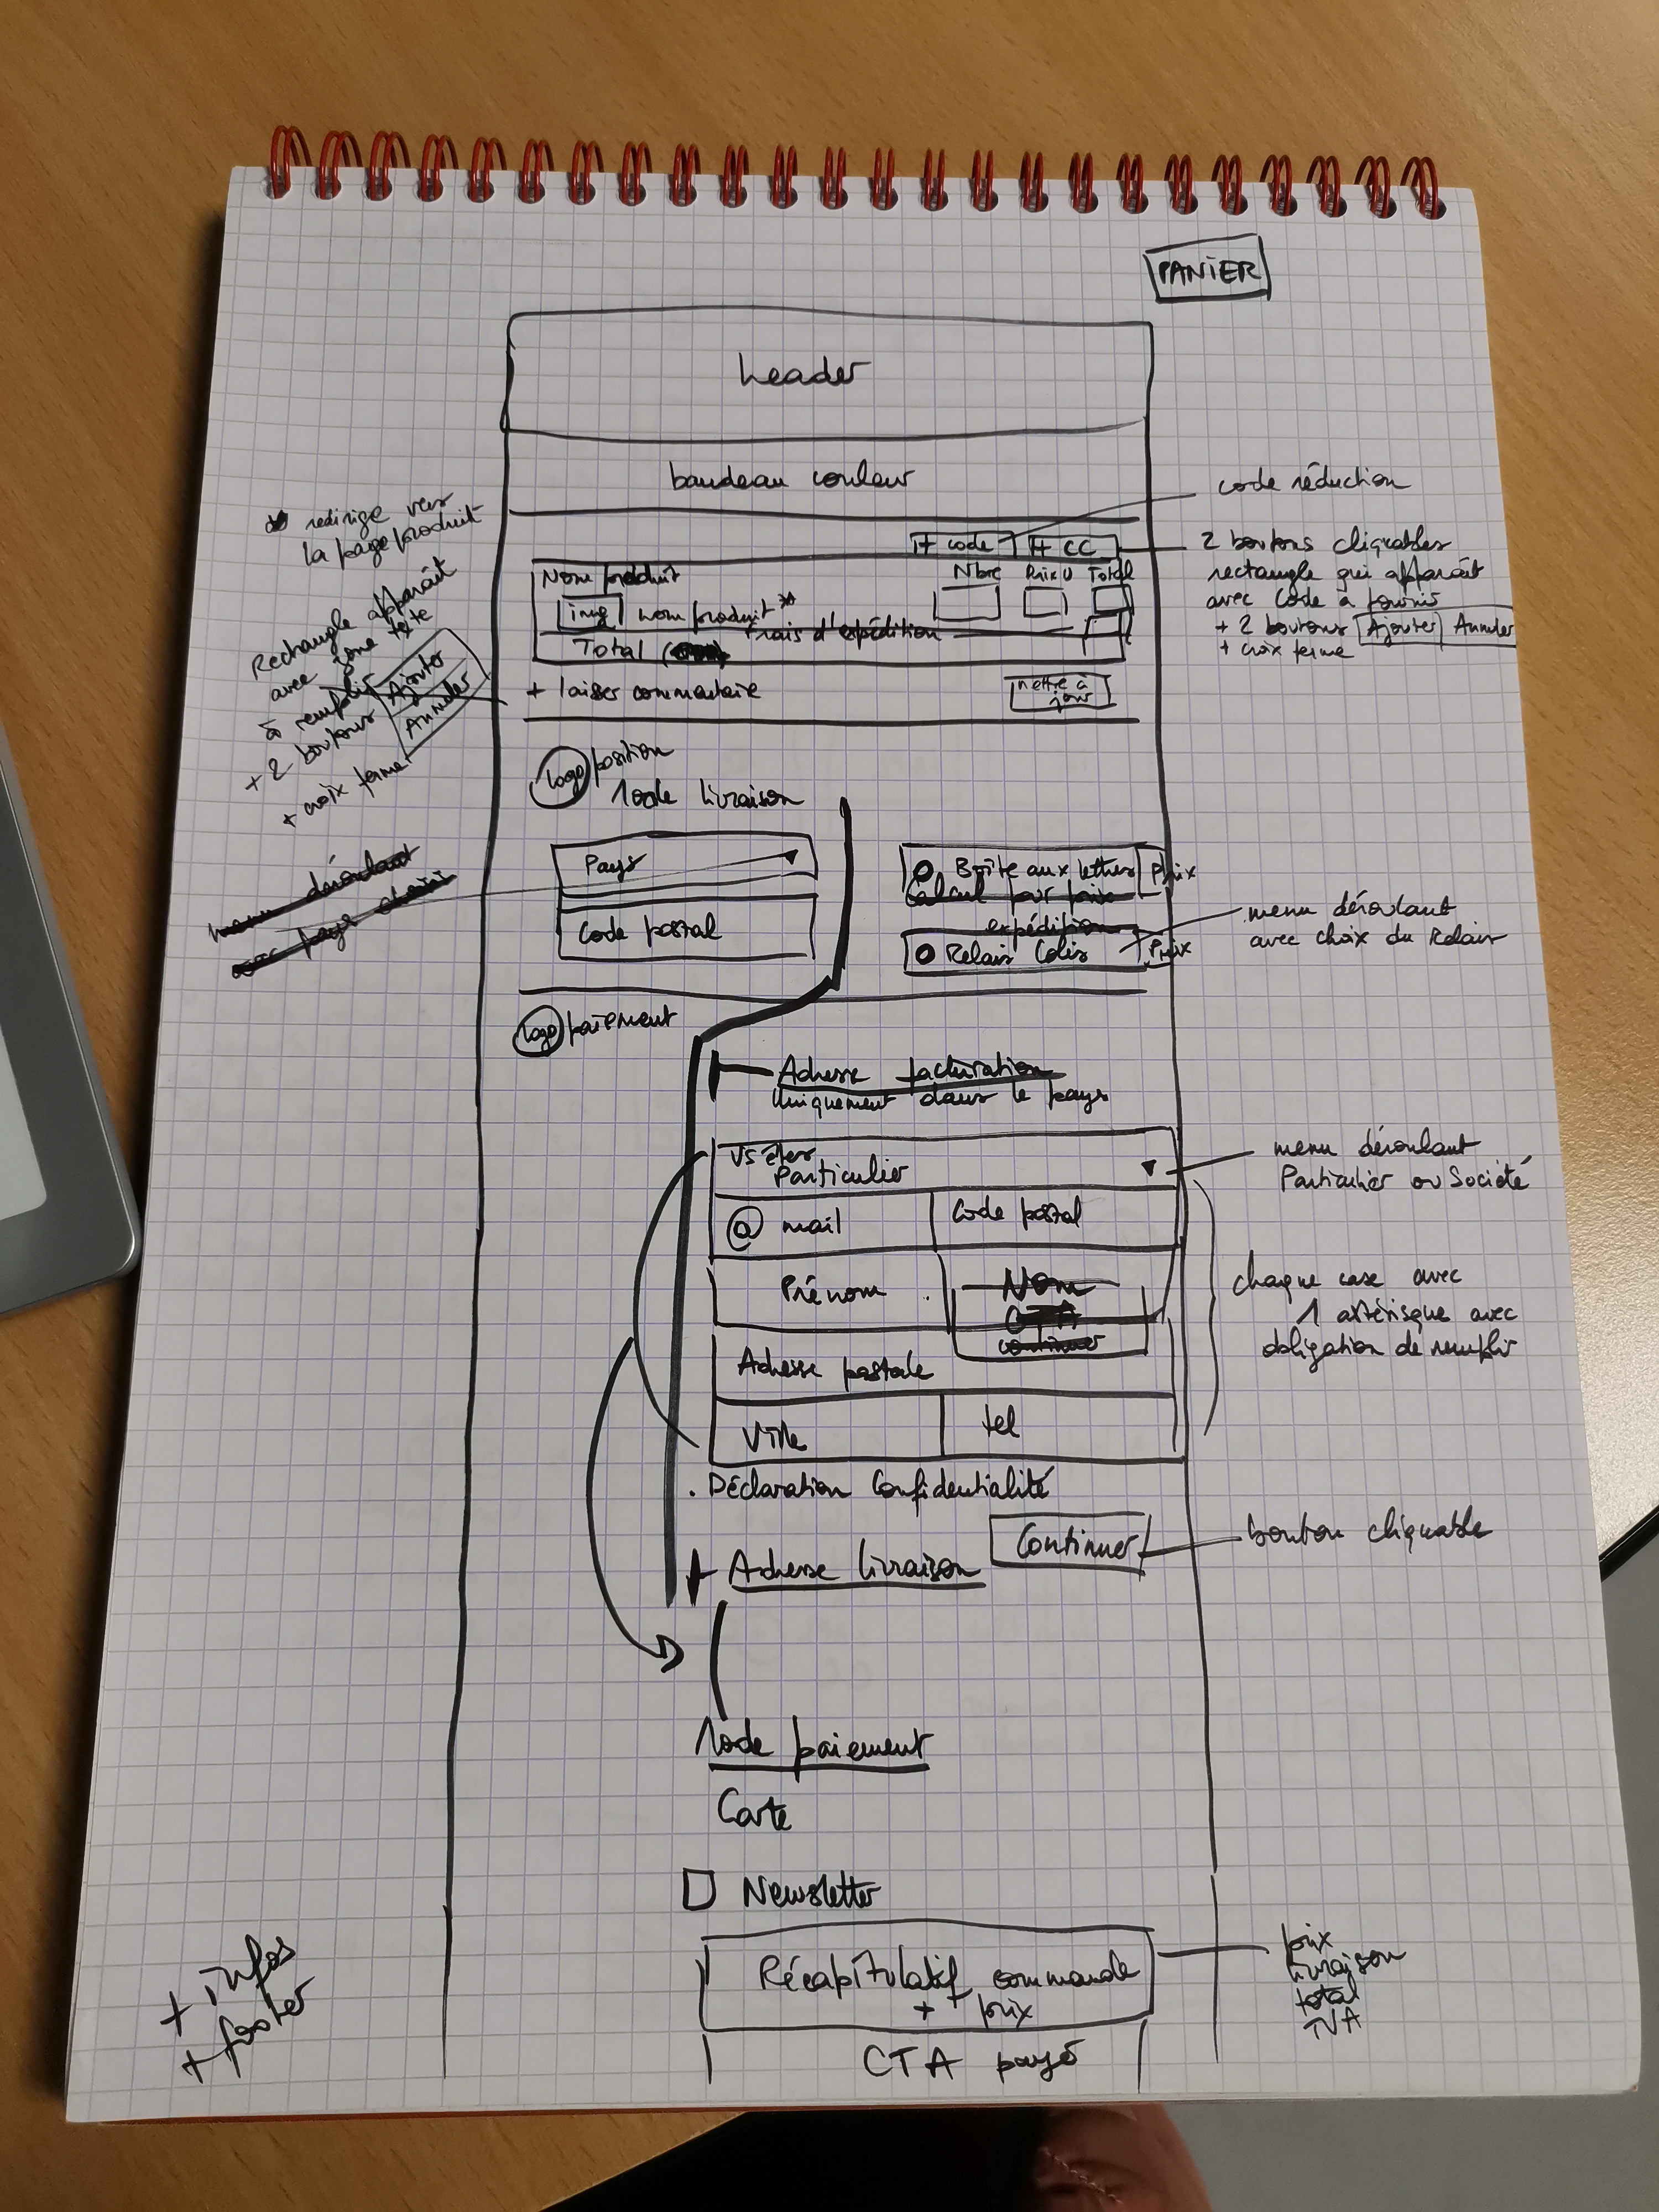 PANIER
header
bandeau couleur
code réduction
+ code
+ CC
2 boutons cliquables
rectangle qui apparaît
avec code à fournir
+ 2 boutons Ajouter Annuler
+ croix ferme
redirige vers
la page produit
Nom produit Nbre Prix U Total
img nom produit *
frais d'expédition
Total
Rectangle apparaît
avec zone texte
à remplir
+ 2 boutons Ajouter
Annuler
+ croix ferme
+ laisser commentaire
mettre à
jour
logo position
Mode livraison
Pays
Code postal
menu déroulant
avec pays choisi
Boîte aux lettres Prix
Calcul pour prix
expédition
Relais Colis Prix
menu déroulant
avec choix du Relais
logo paiement
Adresse facturation
Uniquement dans le pays
Vs êtes
Particulier
menu déroulant
Particulier ou Société
@ mail
Code postal
Prénom
Nom
CTA
continuer
chaque case avec
1 astérisque avec
obligation de remplir
Adresse postale
Ville
tel
. Déclaration Confidentialité
Continuer
bouton cliquable
Adresse livraison
Mode paiement
Carte
Newsletter
Récapitulatif commande
+ prix
prix
livraison
total
TVA
CTA payé
+ infos
+ footer